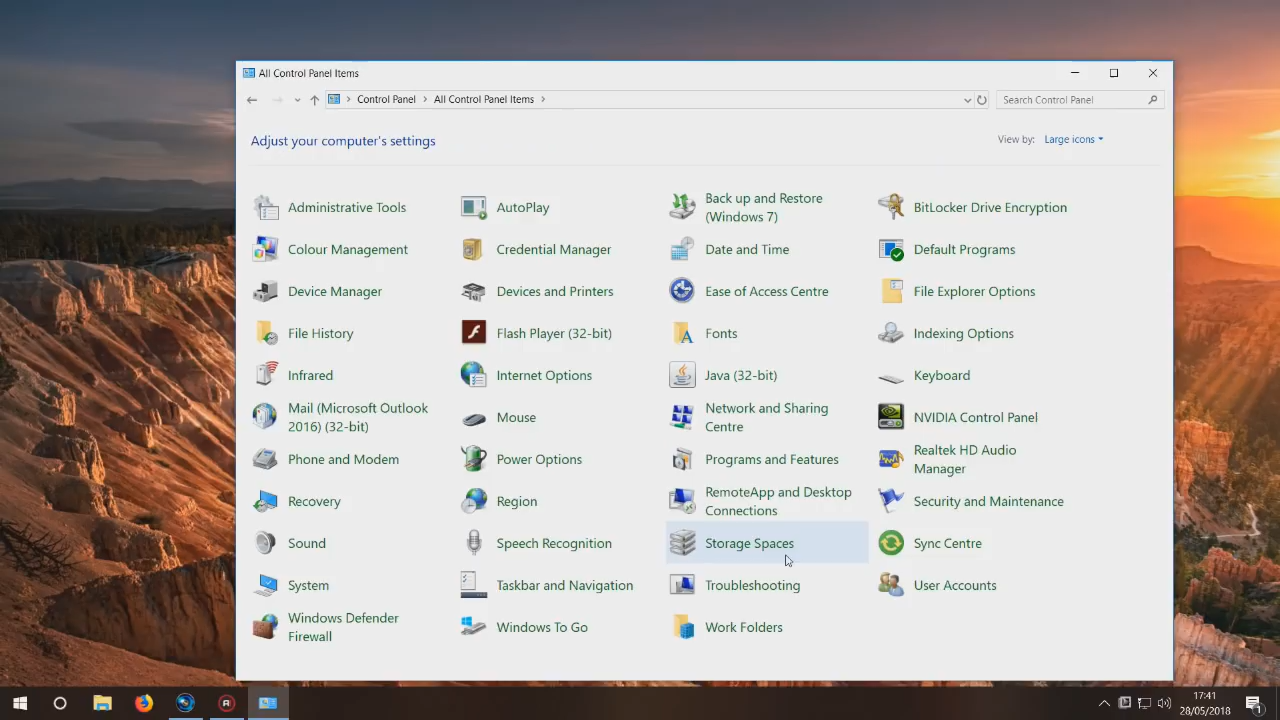 All Control Panel Items
Control Panel All Control Panel Items Search Control Panel
Adjust your computer's settings View by: Large icons
Administrative Tools
AutoPlay
Back up and Restore
(Windows 7)
BitLocker Drive Encryption
Colour Management
Credential Manager
Date and Time
Default Programs
Device Manager
Devices and Printers
Ease of Access Centre
File Explorer Options
File History
Flash Player (32-bit)
Fonts
Indexing Options
Infrared
Internet Options
Java (32-bit)
Keyboard
Mail (Microsoft Outlook
2016) (32-bit)
Mouse
Network and Sharing
Centre
NVIDIA Control Panel
Phone and Modem
Power Options
Programs and Features
Realtek HD Audio
Manager
Recovery
Region
RemoteApp and Desktop
Connections
Security and Maintenance
Sound
Speech Recognition
Storage Spaces
Sync Centre
System
Taskbar and Navigation
Troubleshooting
User Accounts
Windows Defender
Firewall
Windows To Go
Work Folders
17:41
28/05/2018
1